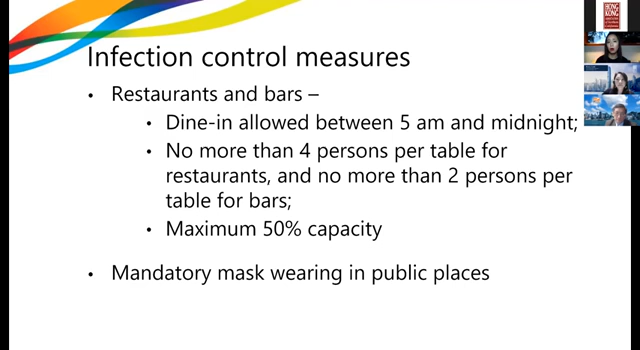 Infection control measures
• Restaurants and bars –
• Dine-in allowed between 5 am and midnight;
• No more than 4 persons per table for
restaurants, and no more than 2 persons per
table for bars;
• Maximum 50% capacity
• Mandatory mask wearing in public places
HONG
KONG